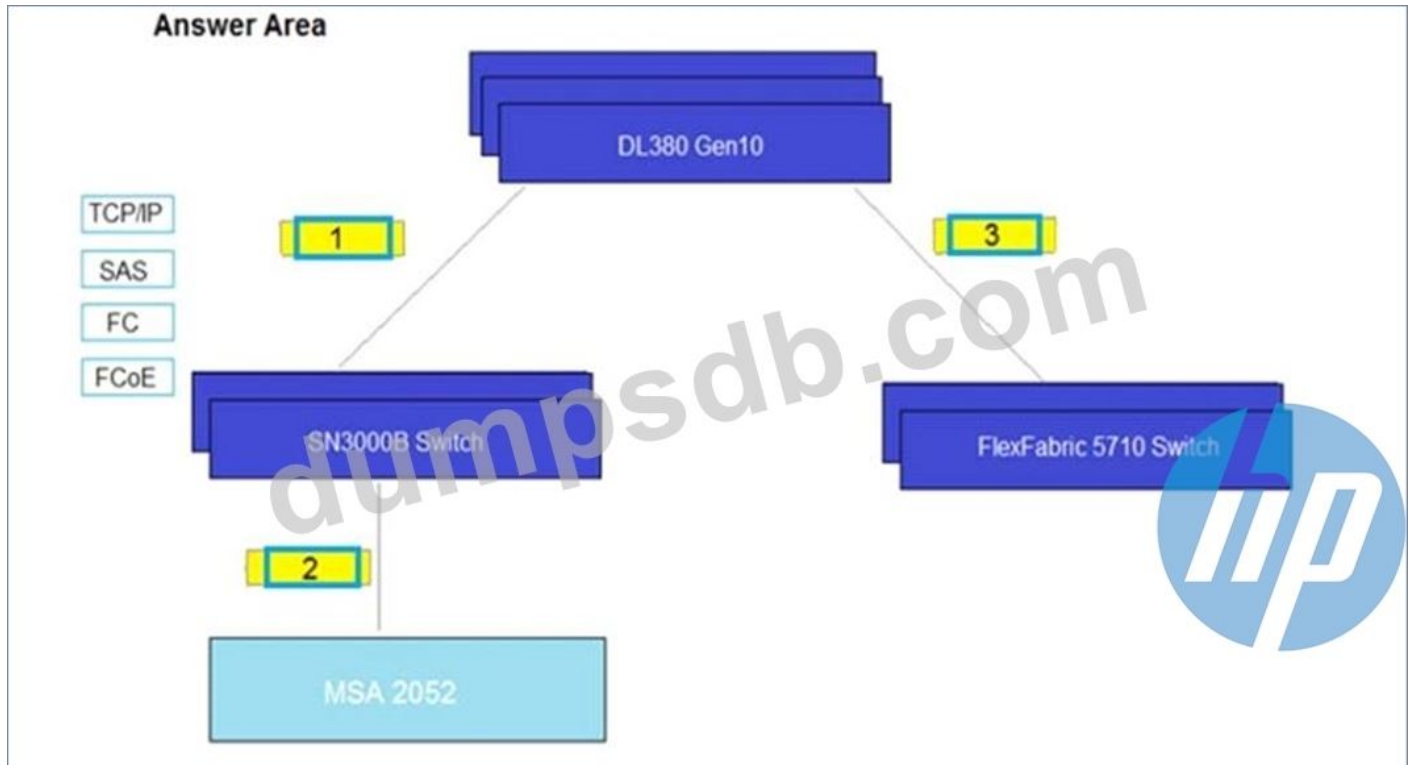 Answer Area
DL380 Gen10
TCP/IP
SAS
FC
FCoE
1
3
SN3000B Switch
FlexFabric 5710 Switch
2
MSA 2052
dumpsdb.com
hp